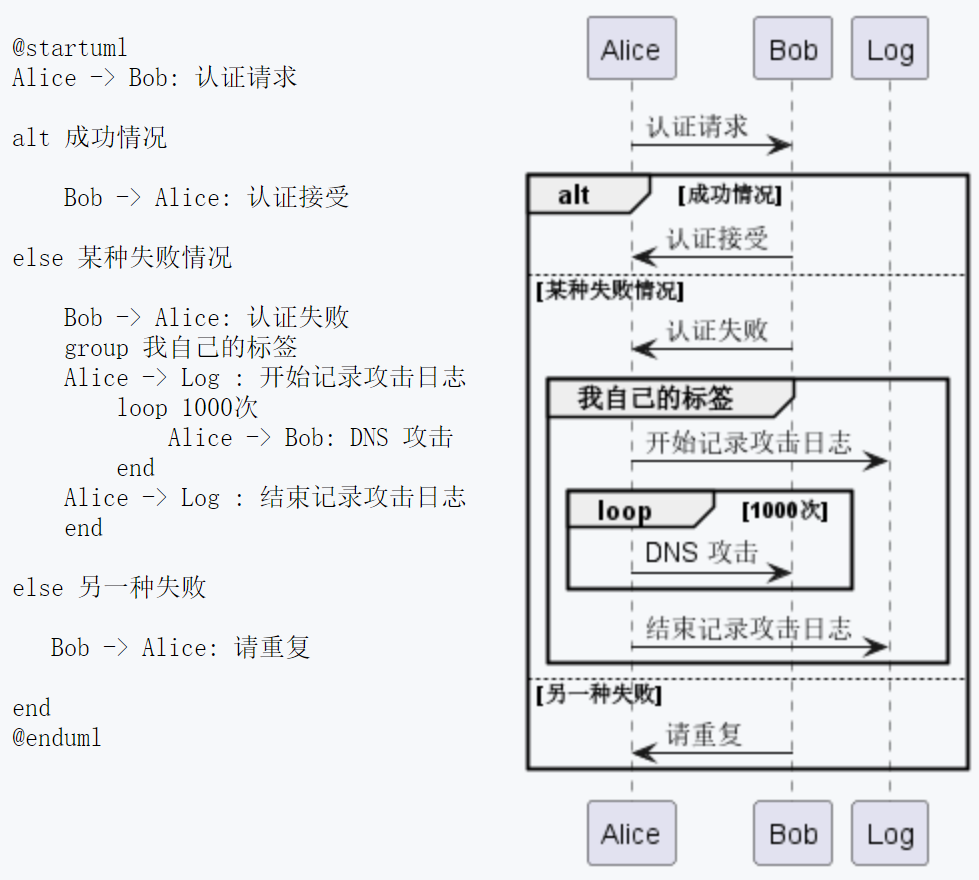 @startuml
Alice -> Bob: 认证请求
alt 成功情况
Bob -> Alice: 认证接受
else 某种失败情况
Bob -> Alice: 认证失败
group 我自己的标签
Alice -> Log : 开始记录攻击日志
loop 1000次
Alice -> Bob: DNS 攻击
end
Alice -> Log : 结束记录攻击日志
end
else 另一种失败
Bob -> Alice: 请重复
end
@enduml
Alice Bob Log
认证请求
alt [成功情况]
认证接受
[某种失败情况]
认证失败
我自己的标签
开始记录攻击日志
loop [1000次]
DNS 攻击
结束记录攻击日志
[另一种失败]
请重复
Alice Bob Log